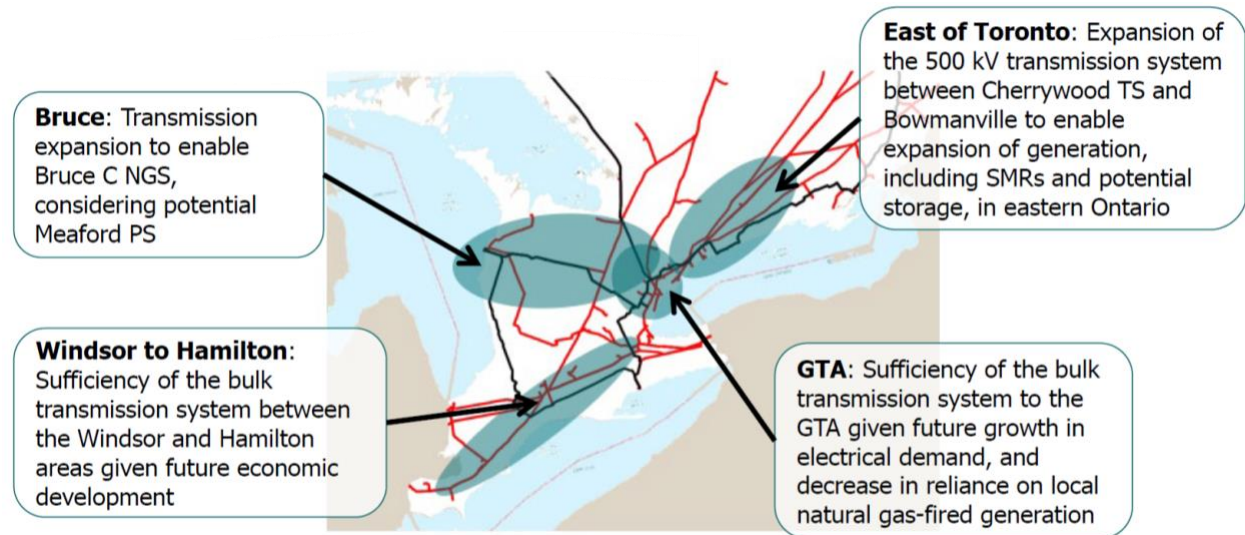 Bruce: Transmission
expansion to enable
Bruce C NGS,
considering potential
Meaford PS
East of Toronto: Expansion of
the 500 kV transmission system
between Cherrywood TS and
Bowmanville to enable
expansion of generation,
including SMRs and potential
storage, in eastern Ontario
Windsor to Hamilton:
Sufficiency of the bulk
transmission system between
the Windsor and Hamilton
areas given future economic
development
GTA: Sufficiency of the bulk
transmission system to the
GTA given future growth in
electrical demand, and
decrease in reliance on local
natural gas-fired generation